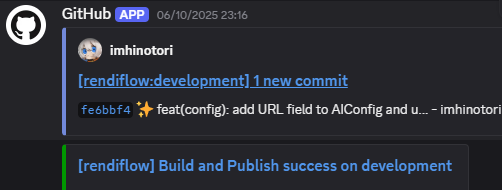 GitHub APP 06/10/2025 23:16
imhinotori
[rendiflow:development] 1 new commit
fe6bbf4 ✨ feat(config): add URL field to AIConfig and u... - imhinotori
[rendiflow] Build and Publish success on development